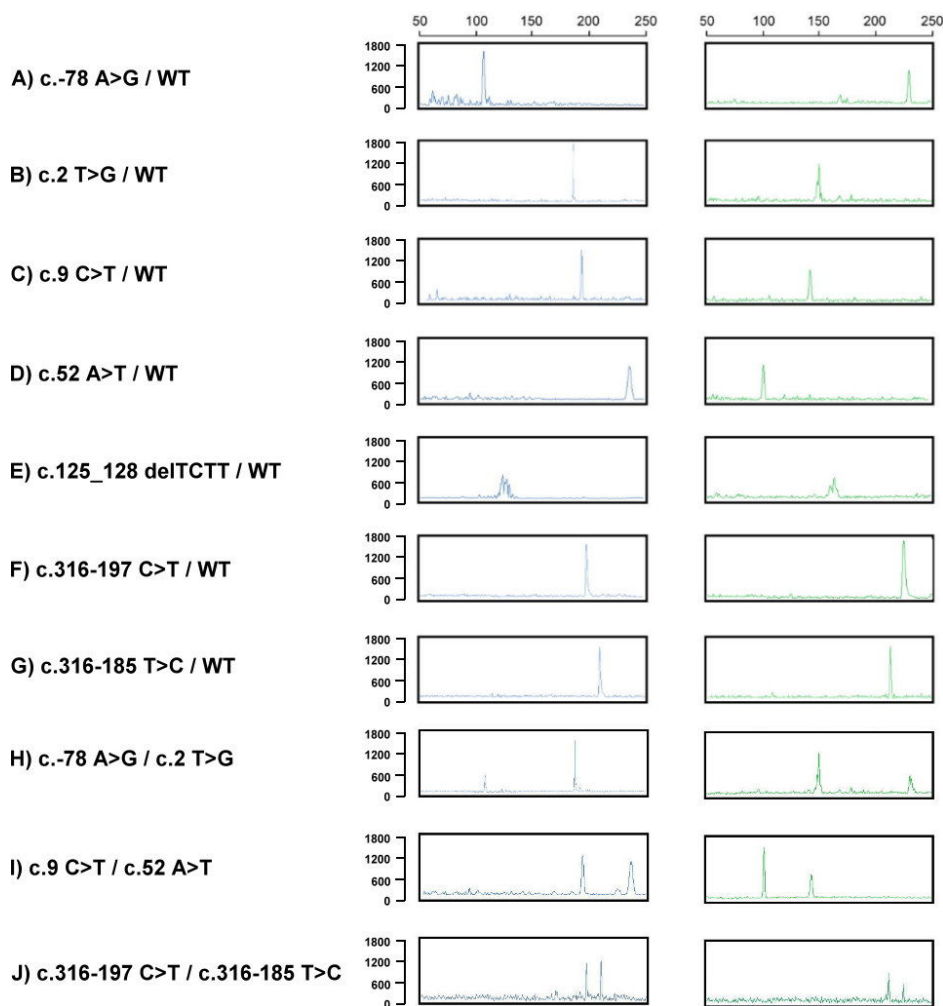 50 100 150 200 250 50 100 150 200 250
A) c.-78 A>G / WT 1800 1200 600 0
B) c.2 T>G / WT 1800 1200 600 0
C) c.9 C>T / WT 1800 1200 600 0
D) c.52 A>T / WT 1800 1200 600 0
E) c.125_128 delTCTT / WT 1800 1200 600 0
F) c.316-197 C>T / WT 1800 1200 600 0
G) c.316-185 T>C / WT 1800 1200 600 0
H) c.-78 A>G / c.2 T>G 1800 1200 600 0
I) c.9 C>T / c.52 A>T 1800 1200 600 0
J) c.316-197 C>T / c.316-185 T>C 1800 1200 600 0